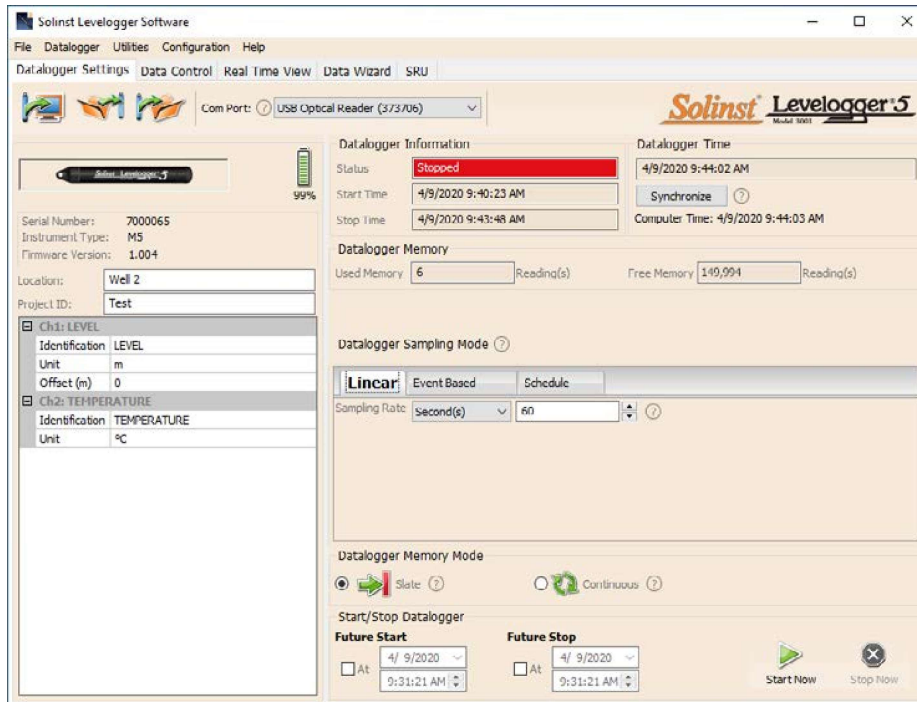 Solinst Levelogger Software
File Datalogger Utilities Configuration Help
Datalogger Settings Data Control Real Time View Data Wizard SRU
Com Port: ? USB Optical Reader (373706)
Solinst Levelogger 5
Model 3001
Solinst Levelogger 5
99%
Serial Number: 7000065
Instrument Type: M5
Firmware Version: 1.004
Location: Well 2
Project ID: Test
Ch1: LEVEL
Identification LEVEL
Unit m
Offset (m) 0
Ch2: TEMPERATURE
Identification TEMPERATURE
Unit ºC
Datalogger Information
Status Stopped
Start Time 4/9/2020 9:40:23 AM
Stop Time 4/9/2020 9:43:48 AM
Datalogger Time
4/9/2020 9:44:02 AM
Synchronize ?
Computer Time: 4/9/2020 9:44:03 AM
Datalogger Memory
Used Memory 6 Reading(s) Free Memory 149,994 Reading(s)
Datalogger Sampling Mode ?
Linear Event Based Schedule
Sampling Rate Second(s) 60 ?
Datalogger Memory Mode
Slate ? Continuous ?
Start/Stop Datalogger
Future Start Future Stop
At 4/ 9/2020 At 4/ 9/2020
9:31:21 AM 9:31:21 AM
Start Now Stop Now